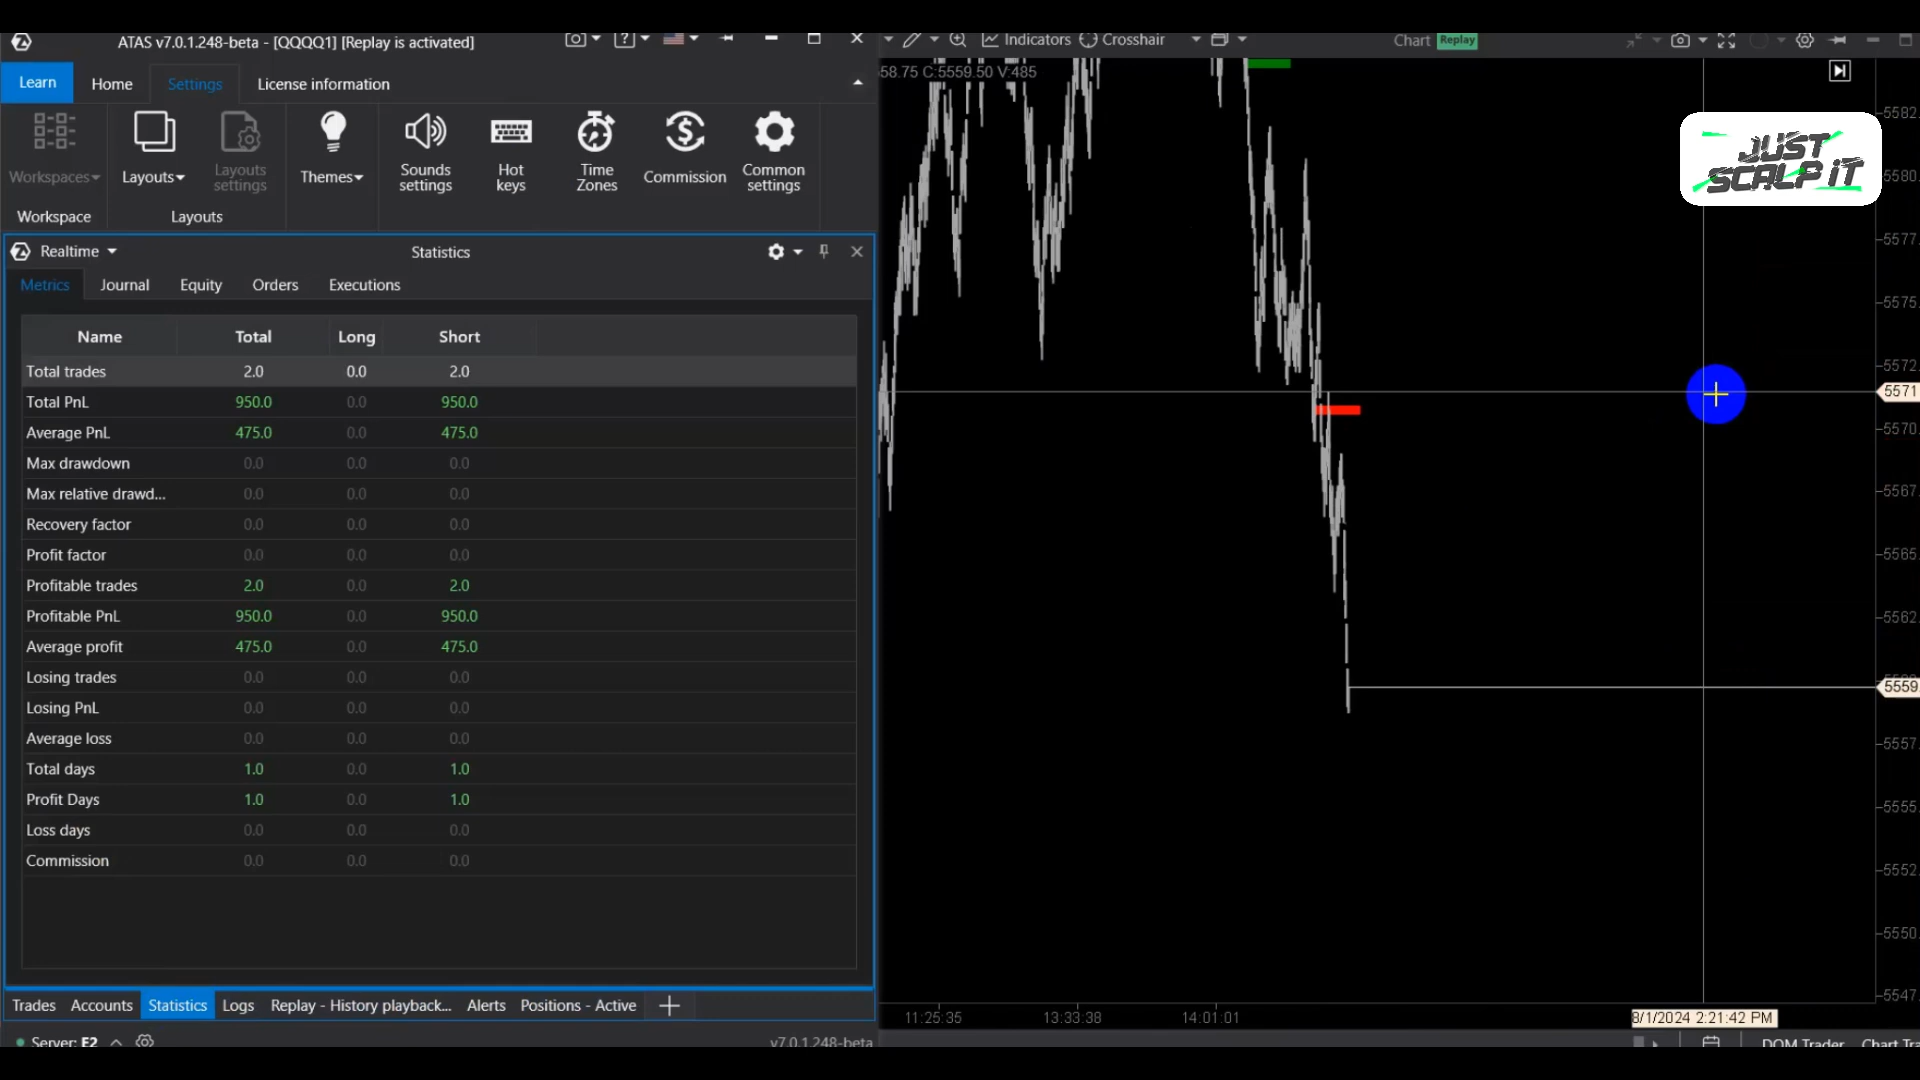 ATAS v7.0.1.248-beta - [QQQQ1] [Replay is activated]
Learn Home Settings License information
Workspaces Layouts Layouts settings Themes Sounds settings Hot keys Time Zones Commission Common settings
Workspace Layouts
Realtime Statistics
Metrics Journal Equity Orders Executions
Name Total Long Short
Total trades 2.0 0.0 2.0
Total PnL 950.0 0.0 950.0
Average PnL 475.0 0.0 475.0
Max drawdown 0.0 0.0 0.0
Max relative drawd... 0.0 0.0 0.0
Recovery factor 0.0 0.0 0.0
Profit factor 0.0 0.0 0.0
Profitable trades 2.0 0.0 2.0
Profitable PnL 950.0 0.0 950.0
Average profit 475.0 0.0 475.0
Losing trades 0.0 0.0 0.0
Losing PnL 0.0 0.0 0.0
Average loss 0.0 0.0 0.0
Total days 1.0 0.0 1.0
Profit Days 1.0 0.0 1.0
Loss days 0.0 0.0 0.0
Commission 0.0 0.0 0.0
Trades Accounts Statistics Logs Replay - History playback... Alerts Positions - Active
Server: E2 v7.0.1.248-beta
Indicators Crosshair Chart Replay
58.75 C:5559.50 V:485
JUST
SCALP iT
5582.
5580.
5577.
5575.
5572.
5571
5570.
5567.
5565.
5562.
5559.
5557.
5555.
5552.
5550.
5547.
11:25:35 13:33:38 14:01:01 8/1/2024 2:21:42 PM
DOM Trader Chart Tra